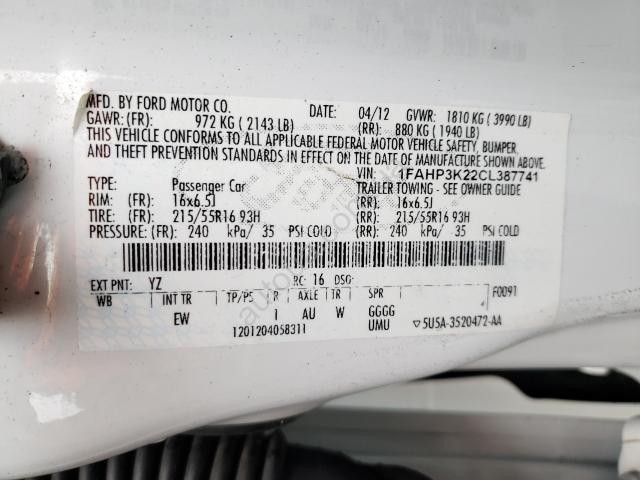 MFD. BY FORD MOTOR CO.
DATE: 04/12 GVWR: 1810 KG ( 3990 LB)
GAWR: (FR): 972 KG ( 2143 LB) (RR): 880 KG ( 1940 LB)
THIS VEHICLE CONFORMS TO ALL APPLICABLE FEDERAL MOTOR VEHICLE SAFETY, BUMPER,
AND THEFT PREVENTION STANDARDS IN EFFECT ON THE DATE OF MANUFACTURE SHOWN ABOVE.
VIN: 1FAHP3K22CL387741
TYPE: Passenger Car TRAILER TOWING - SEE OWNER GUIDE
RIM: (FR): 16x6.5J (RR): 16x6.5J
TIRE: (FR): 215/55R16 93H (RR): 215/55R16 93H
PRESSURE: (FR): 240 kPa/ 35 PSI COLD (RR): 240 kPa/ 35 PSI COLD
EXT PNT: YZ RC: 16 DSO: F0091
WB INT TR TP/PS R AXLE TR SPR
EW I AU W GGGG
1201204058311 UMU ▽5U5A-3520472-AA